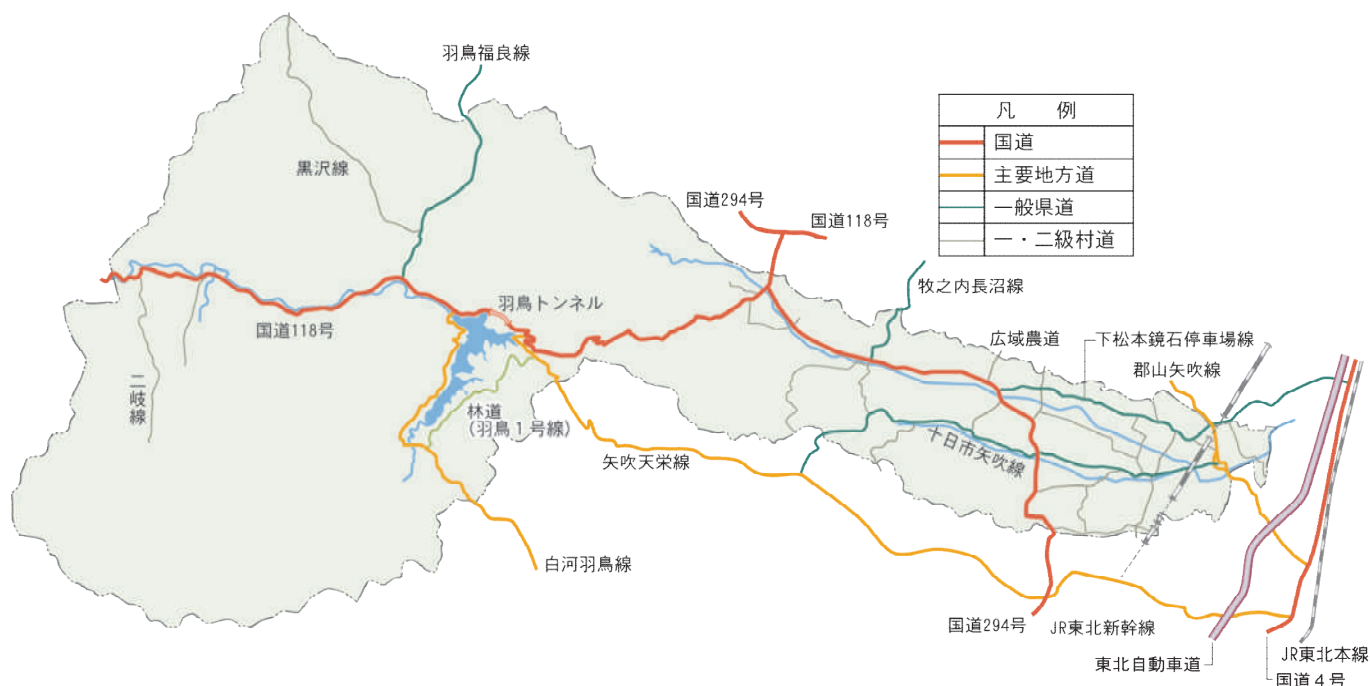 羽鳥福良線
凡 例
国道
主要地方道
一般県道
一・二級村道
黒沢線
国道294号
国道118号
牧之内長沼線
羽鳥トンネル
国道118号
広域農道
下松本鏡石停車場線
郡山矢吹線
二岐線
林道
(羽鳥1号線)
十日市矢吹線
矢吹天栄線
白河羽鳥線
国道294号
JR東北新幹線
東北自動車道
JR東北本線
国道4号